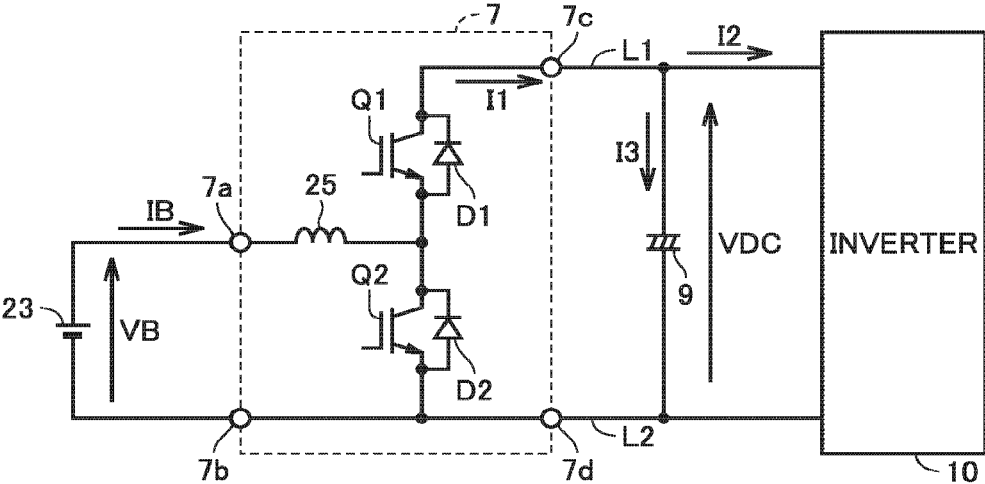 7
7c
L1
I2
Q1
I1
7a
25
IB
D1
I3
VDC
INVERTER
Q2
9
23
VB
D2
7b
7d
L2
10